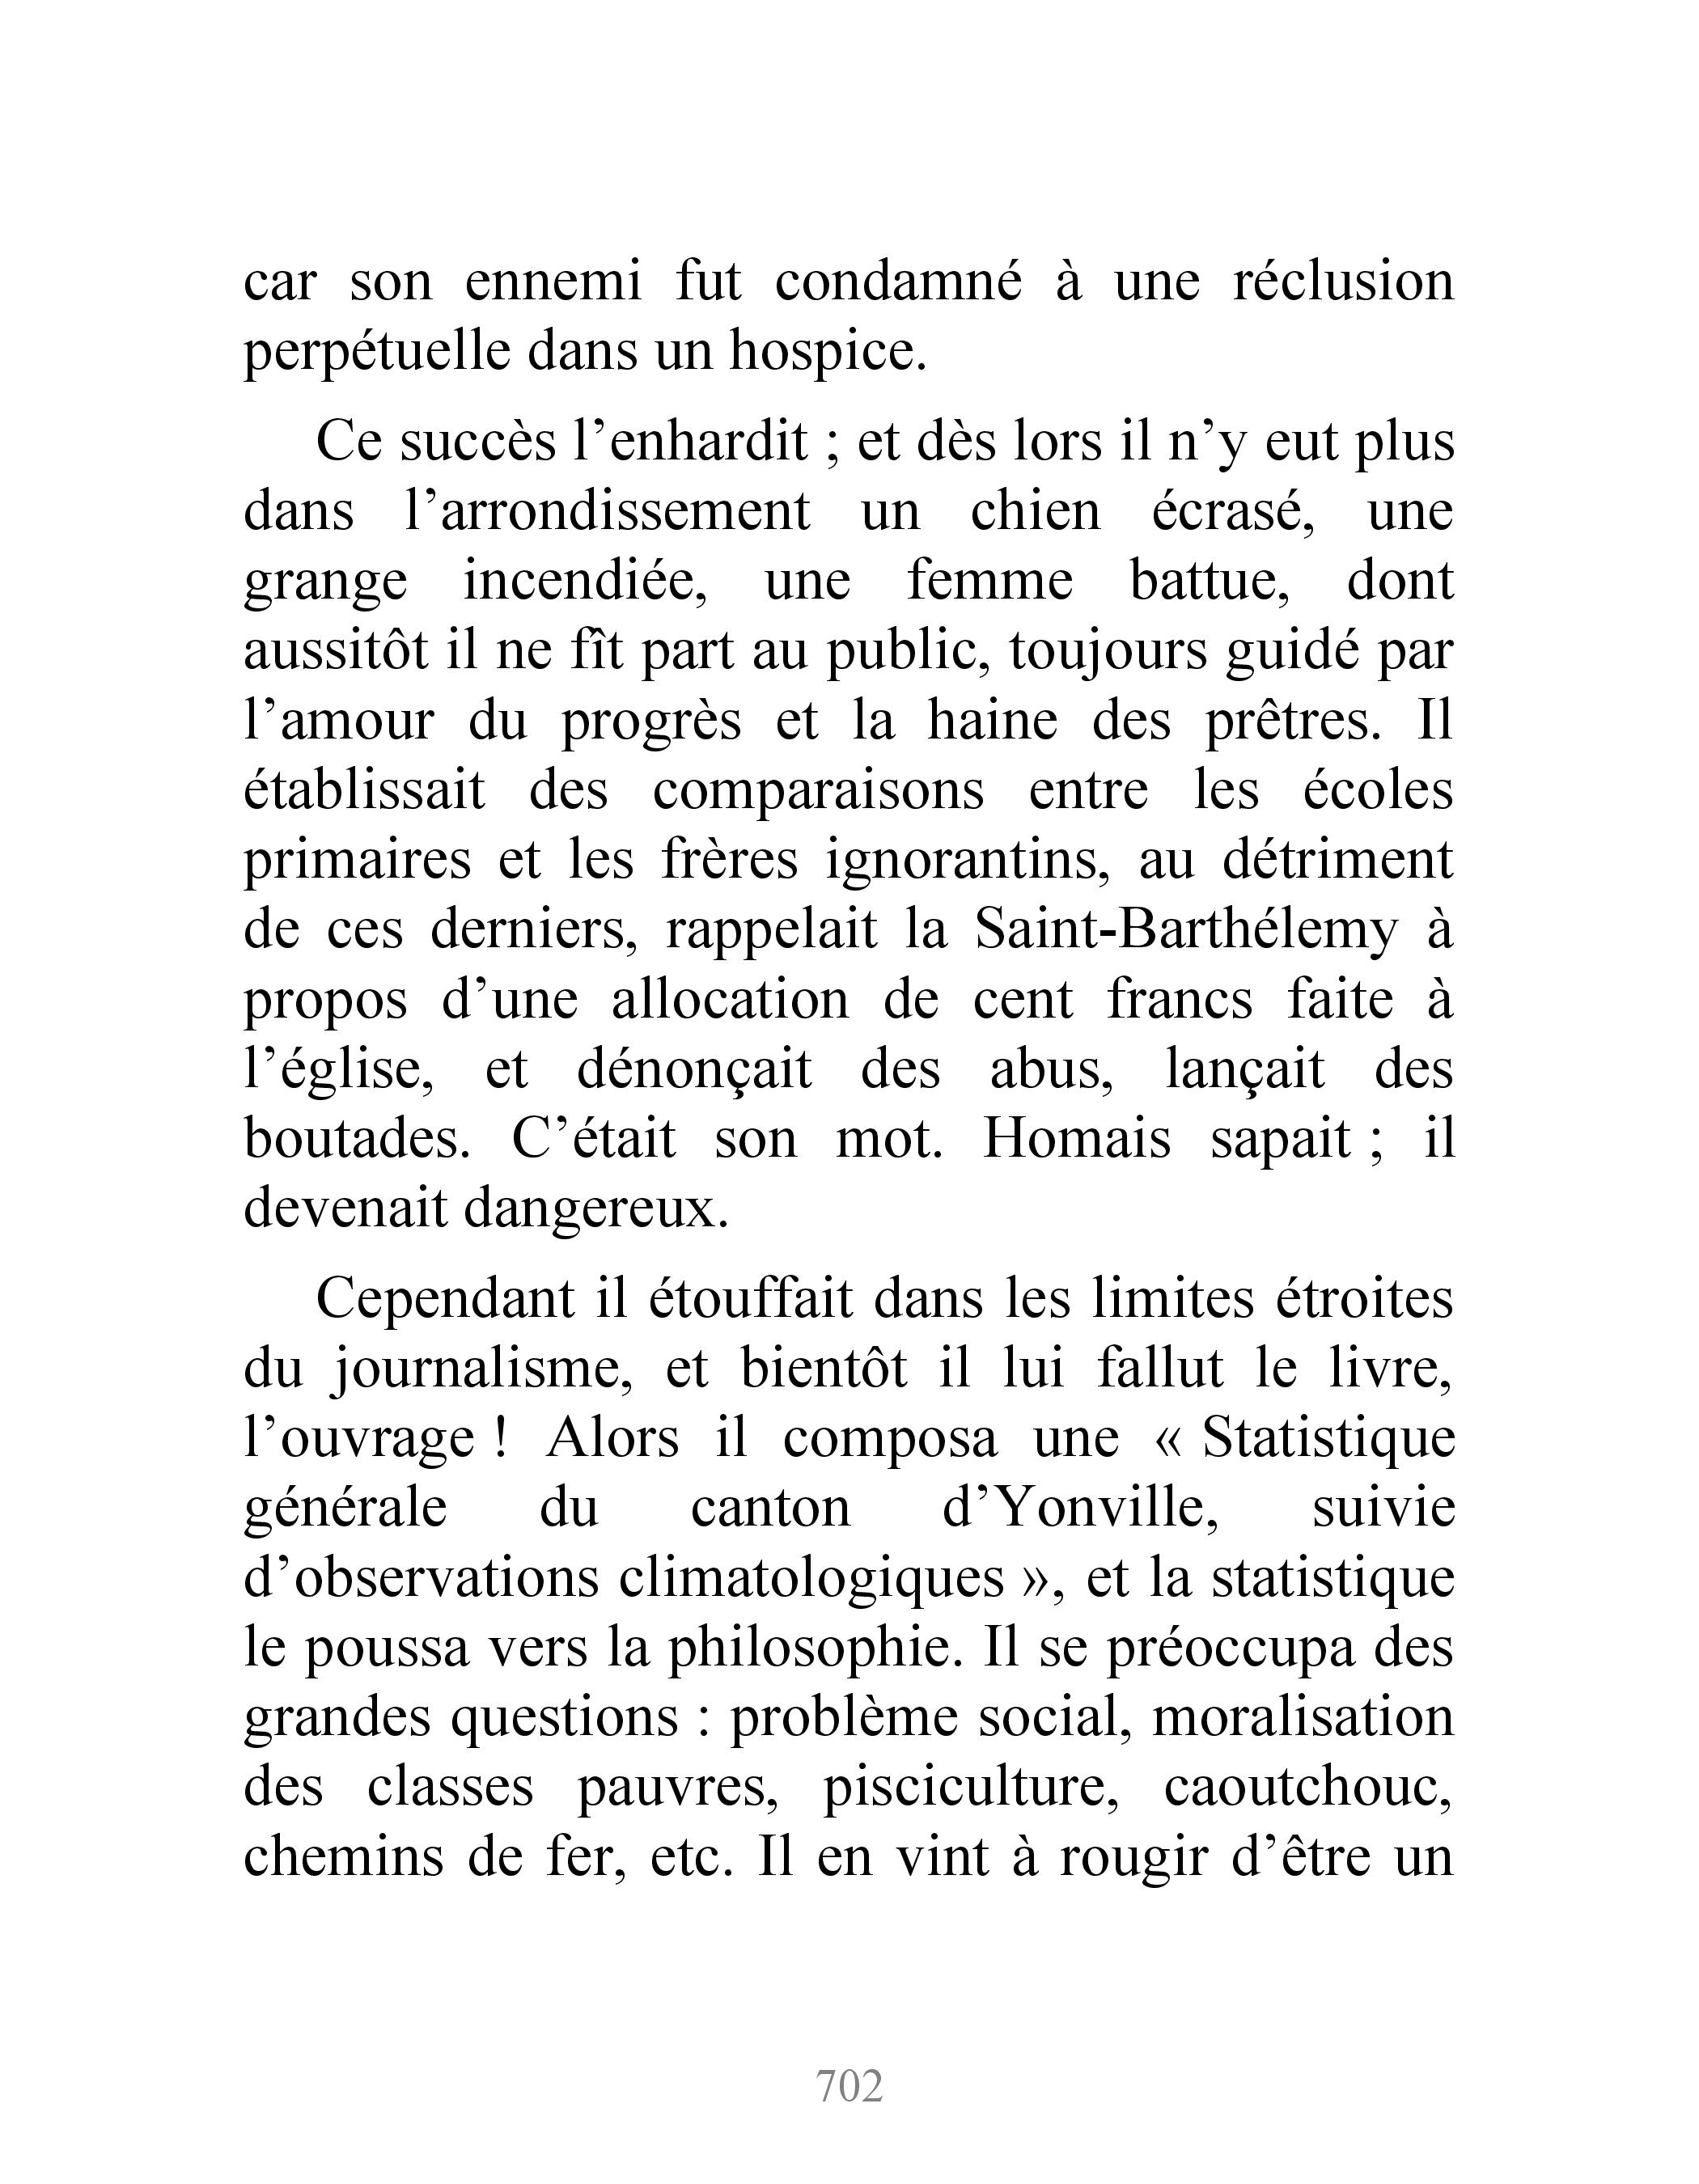 car son ennemi fut condamné à une réclusion
perpétuelle dans un hospice.
Ce succès l’enhardit ; et dès lors il n’y eut plus
dans l’arrondissement un chien écrasé, une
grange incendiée, une femme battue, dont
aussitôt il ne fît part au public, toujours guidé par
l’amour du progrès et la haine des prêtres. Il
établissait des comparaisons entre les écoles
primaires et les frères ignorantins, au détriment
de ces derniers, rappelait la Saint-Barthélemy à
propos d’une allocation de cent francs faite à
l’église, et dénonçait des abus, lançait des
boutades. C’était son mot. Homais sapait ; il
devenait dangereux.
Cependant il étouffait dans les limites étroites
du journalisme, et bientôt il lui fallut le livre,
l’ouvrage ! Alors il composa une « Statistique
générale du canton d’Yonville, suivie
d’observations climatologiques », et la statistique
le poussa vers la philosophie. Il se préoccupa des
grandes questions : problème social, moralisation
des classes pauvres, pisciculture, caoutchouc,
chemins de fer, etc. Il en vint à rougir d’être un
702